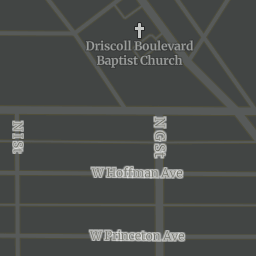 Driscoll Boulevard
Baptist Church
N I St
N G St
W Hoffman Ave
W Princeton Ave